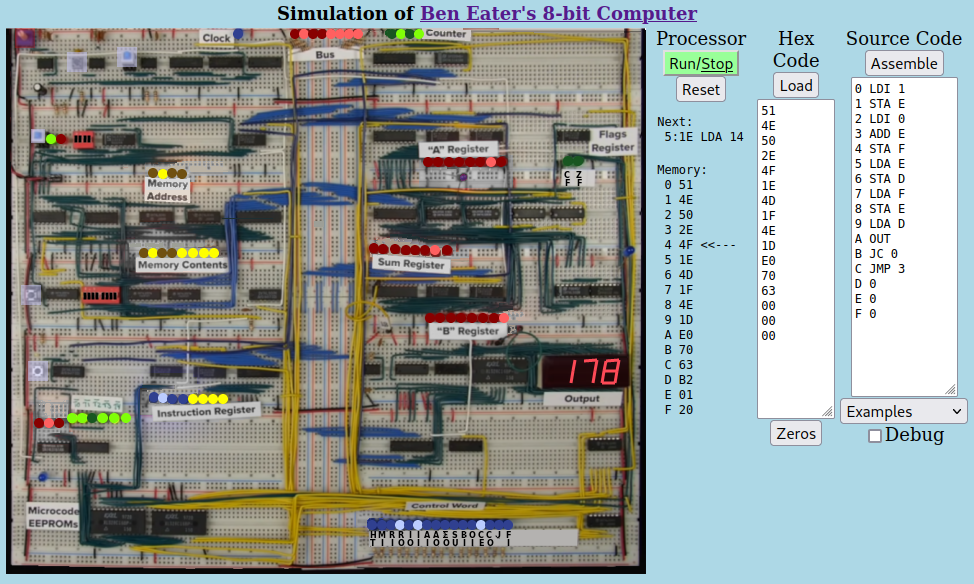 Simulation of Ben Eater's 8-bit Computer
Clock
Bus
Counter
"A" Register
Flags
Register
C Z
F F
Memory
Address
Memory Contents
Sum Register
"B" Register
178
Output
Instruction Register
Microcode
EEPROMs
Control Word
H M R R I I A A Σ S B O C C J F
T I I O O I I O O U I I E O I
Processor
Run/Stop
Reset
Next:
5:1E LDA 14
Memory:
0 51
1 4E
2 50
3 2E
4 4F <<---
5 1E
6 4D
7 1F
8 4E
9 1D
A E0
B 70
C 63
D B2
E 01
F 20
Hex
Code
Load
51
4E
50
2E
4F
1E
4D
1F
4E
1D
E0
70
63
00
00
00
Zeros
Source Code
Assemble
0 LDI 1
1 STA E
2 LDI 0
3 ADD E
4 STA F
5 LDA E
6 STA D
7 LDA F
8 STA E
9 LDA D
A OUT
B JC 0
C JMP 3
D 0
E 0
F 0
Examples
Debug